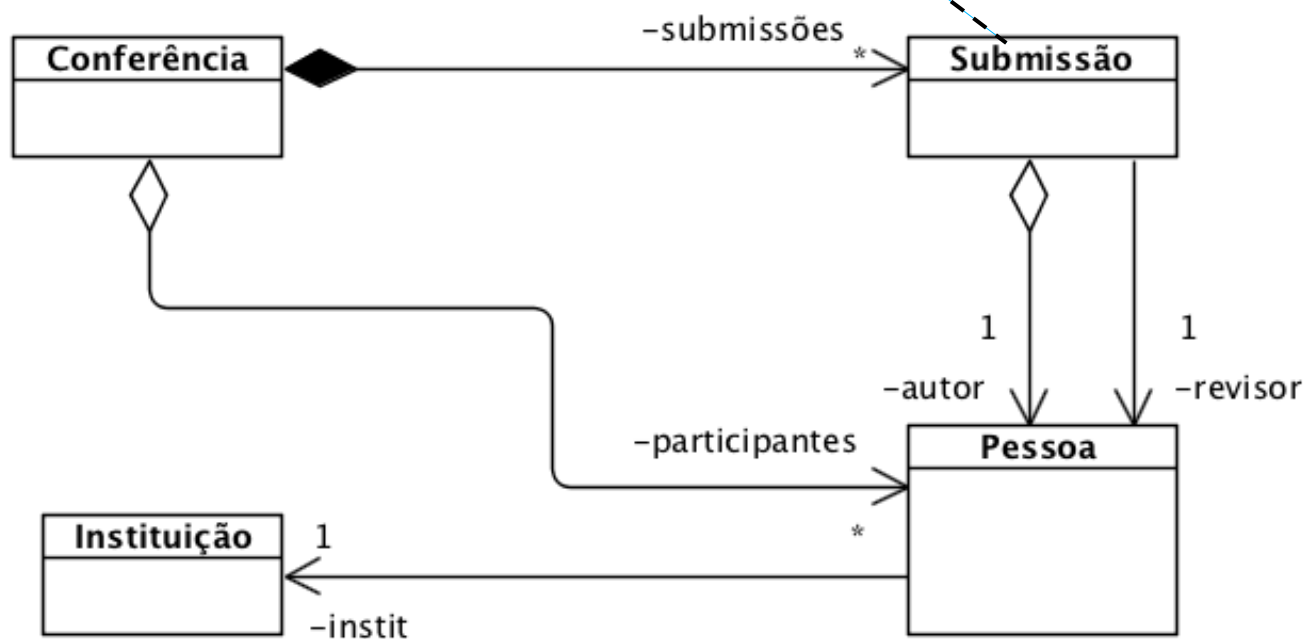 -submissões
Conferência
*
Submissão
1
1
-autor
-revisor
-participantes
Pessoa
*
Instituição
1
-instit